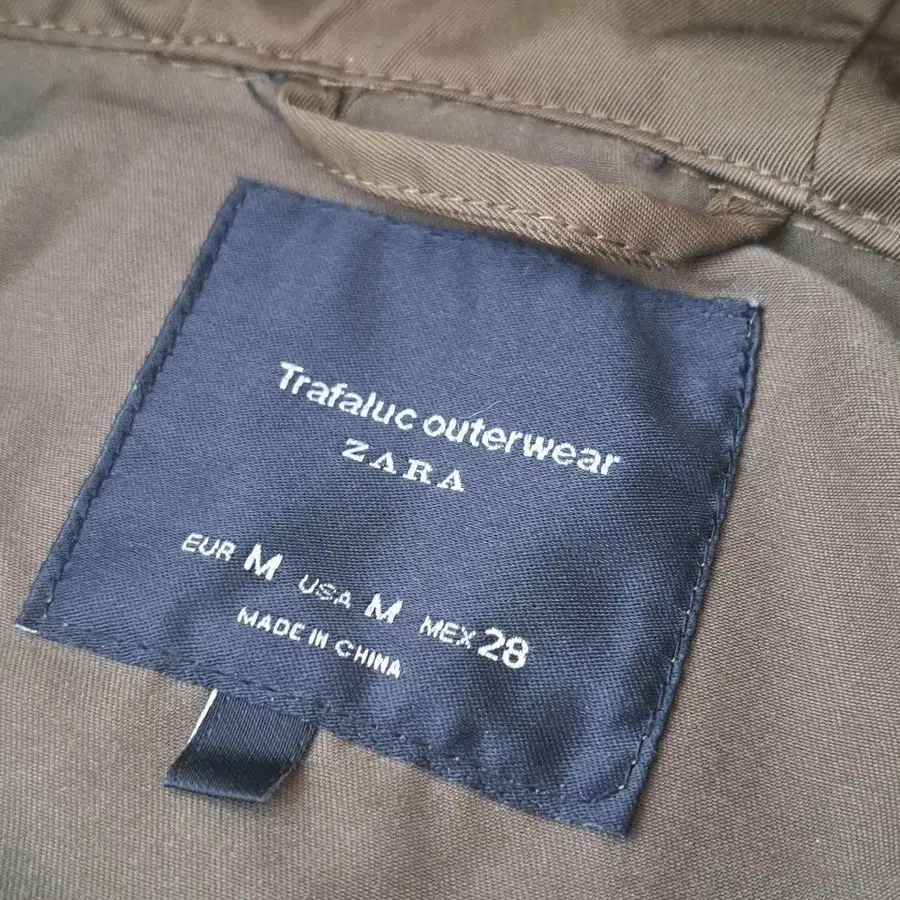 Trafaluc outerwear
ZARA
EUR M USA M MEX 28
MADE IN CHINA